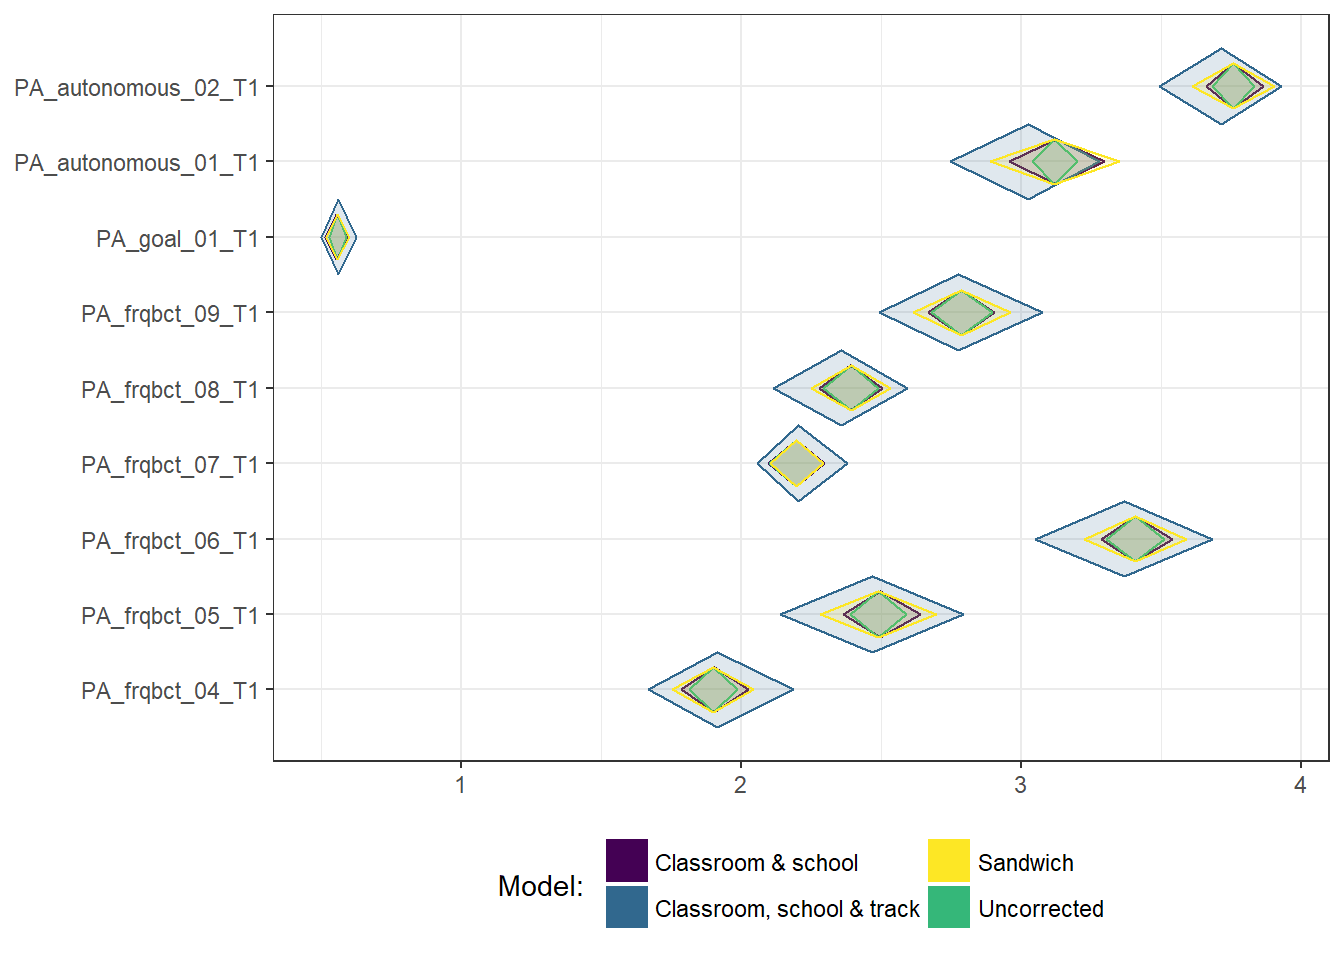 PA_autonomous_02_T1
PA_autonomous_01_T1
PA_goal_01_T1
PA_frqbct_09_T1
PA_frqbct_08_T1
PA_frqbct_07_T1
PA_frqbct_06_T1
PA_frqbct_05_T1
PA_frqbct_04_T1
1 2 3 4
Model:
Classroom & school
Sandwich
Classroom, school & track
Uncorrected